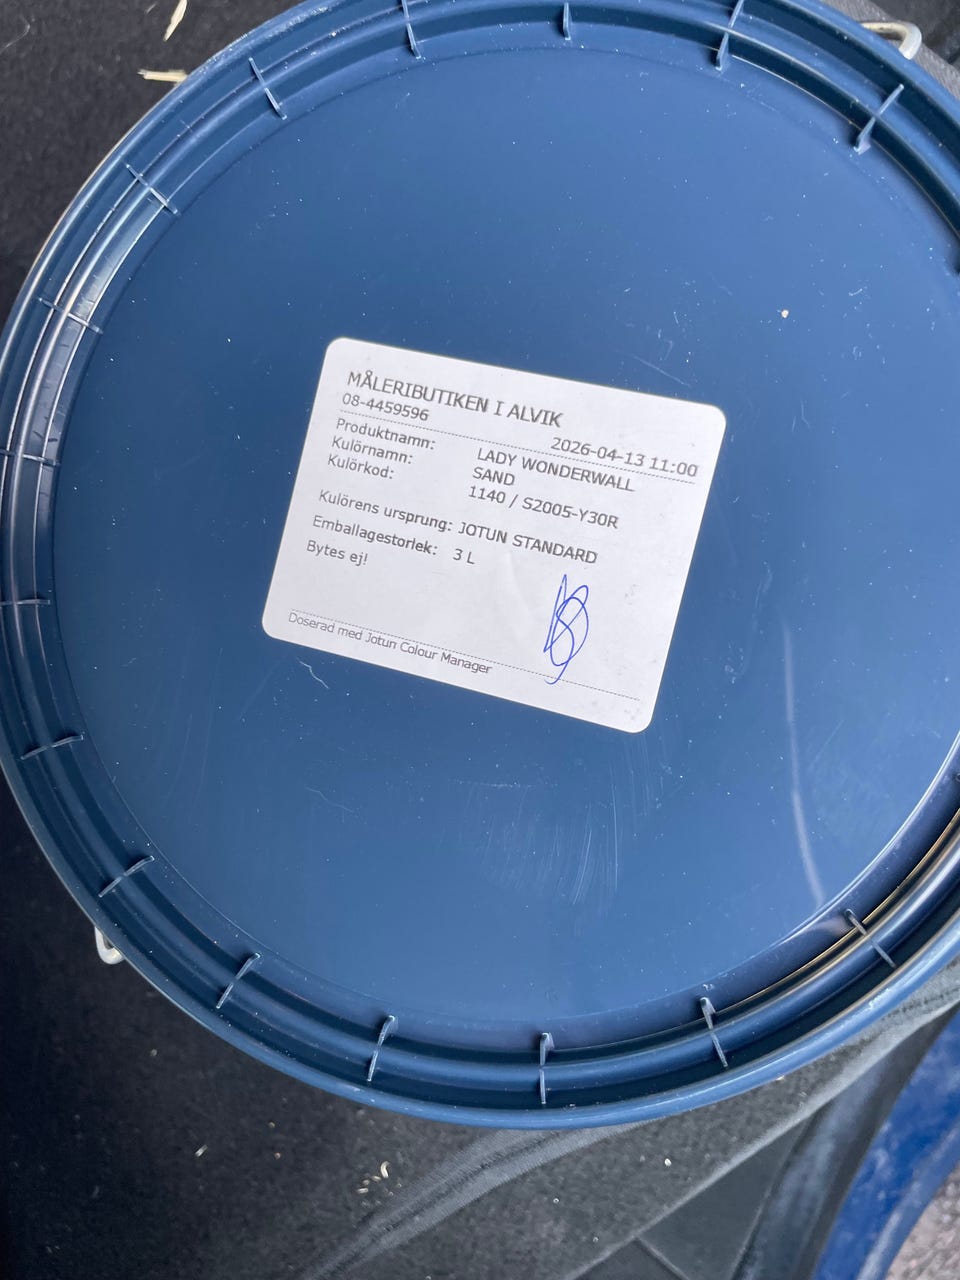 MÅLERIBUTIKEN I ALVIK
08-4459596
2026-04-13 11:00
Produktnamn: LADY WONDERWALL
Kulörnamn: SAND
Kulörkod: 1140 / S2005-Y30R
Kulörens ursprung: JOTUN STANDARD
Emballagestorlek: 3 L
Bytes ej!
Doserad med Jotun Colour Manager